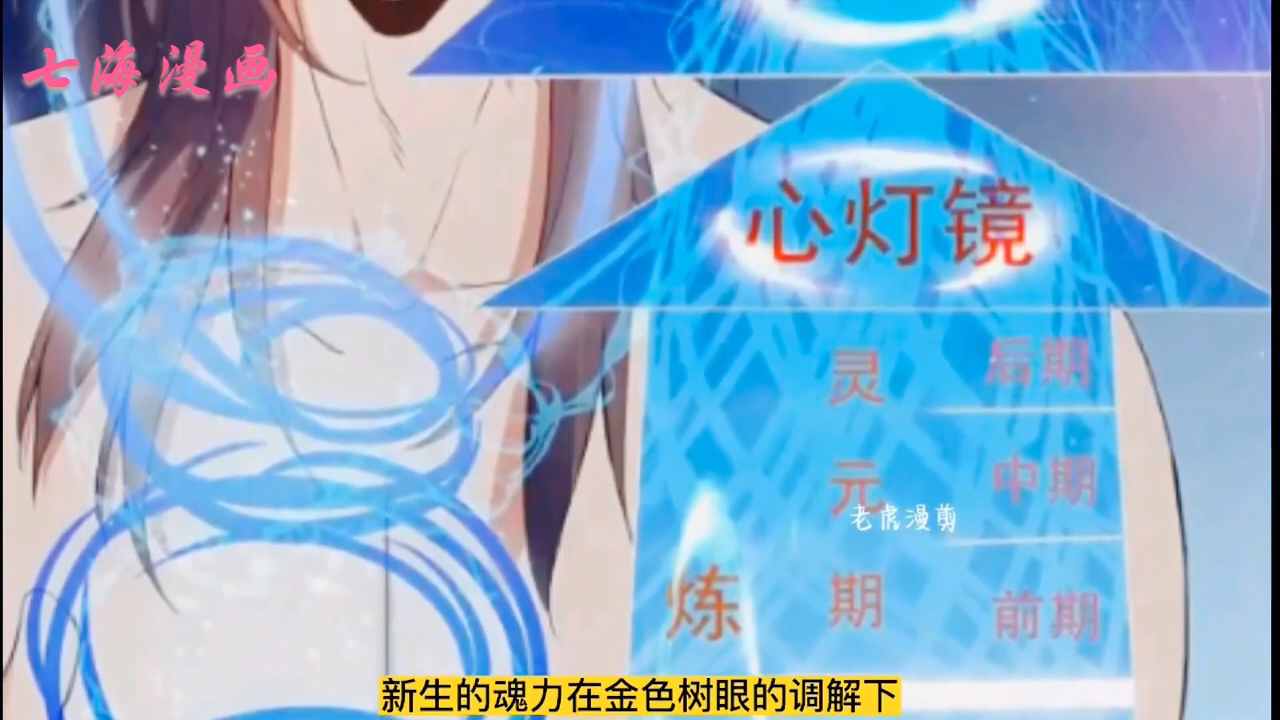 七海漫画
心灯镜
灵元期
后期
中期
前期
炼
老虎漫剪
新生的魂力在金色树眼的调解下